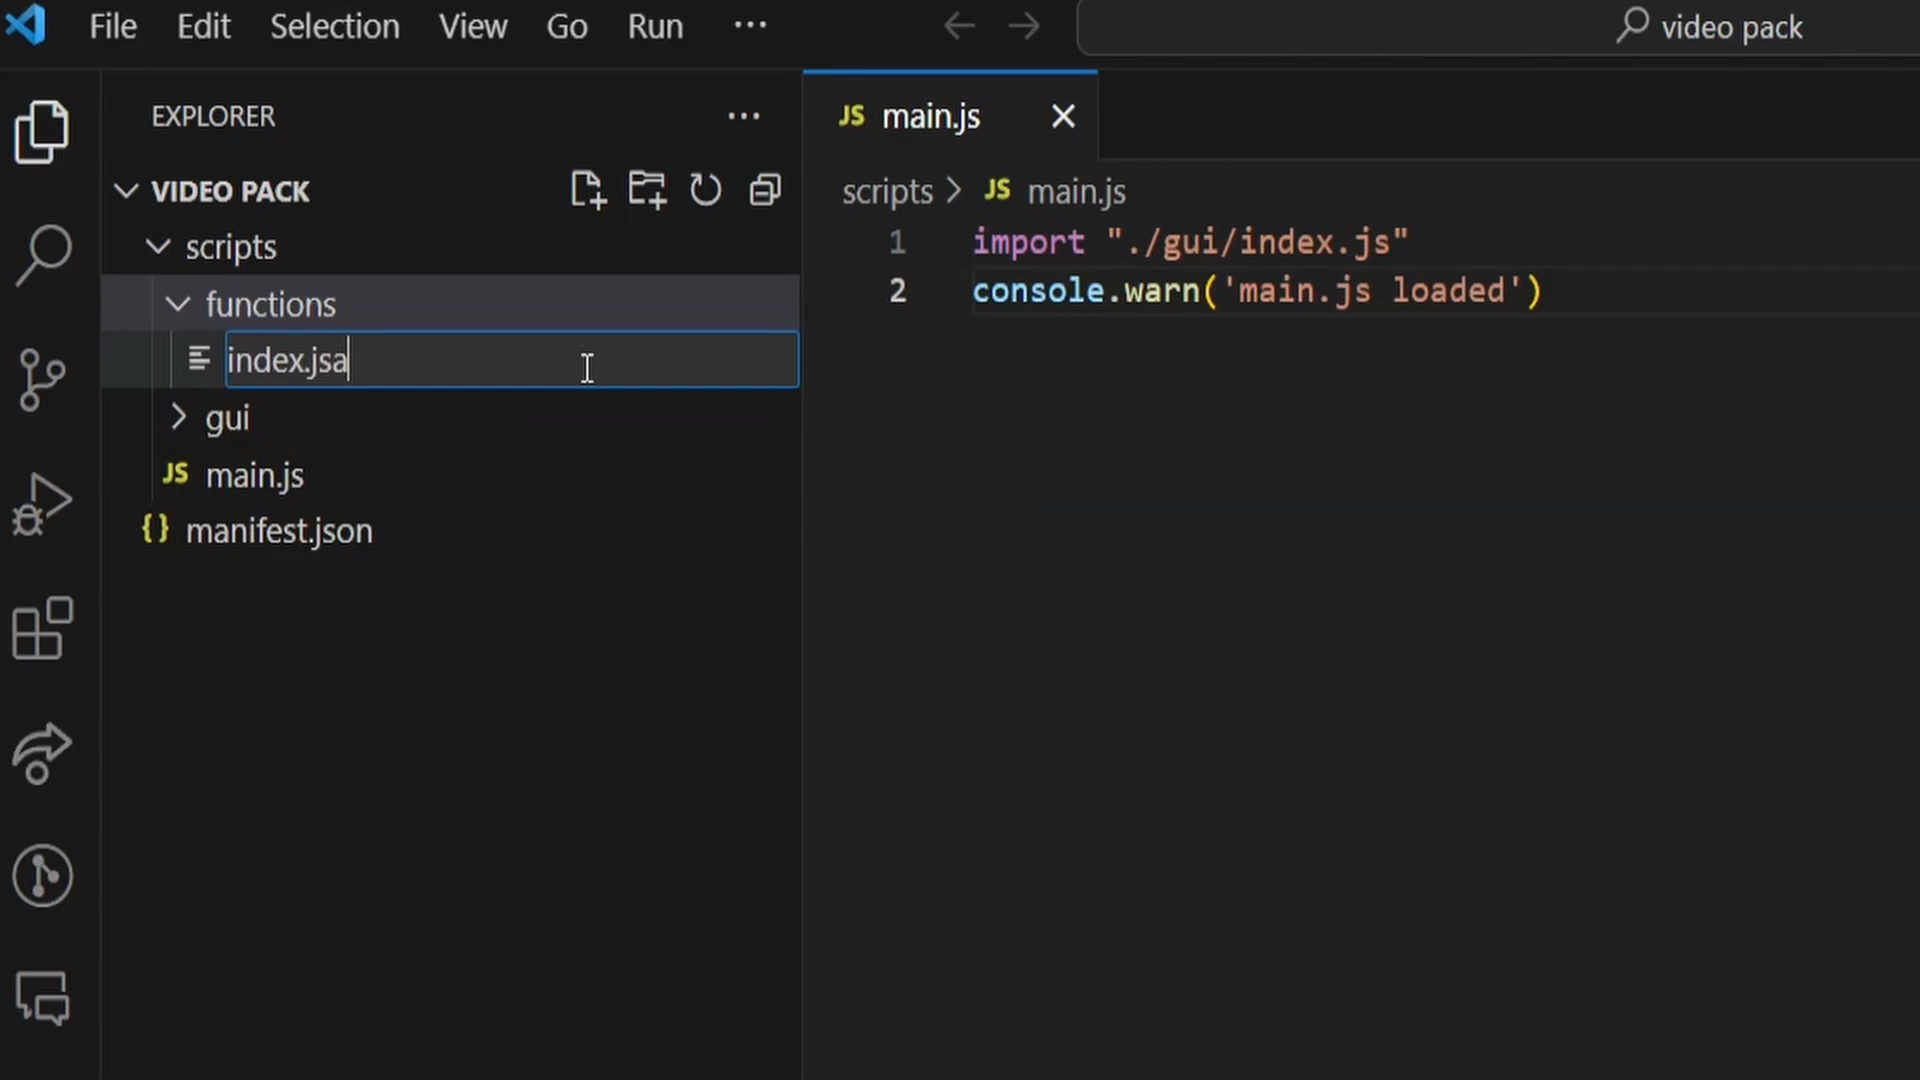 File Edit Selection View Go Run ···
video pack
EXPLORER ···
VIDEO PACK
scripts
functions
index.jsa
gui
JS main.js
{} manifest.json
JS main.js
scripts > JS main.js
1 import "./gui/index.js"
2 console.warn('main.js loaded')